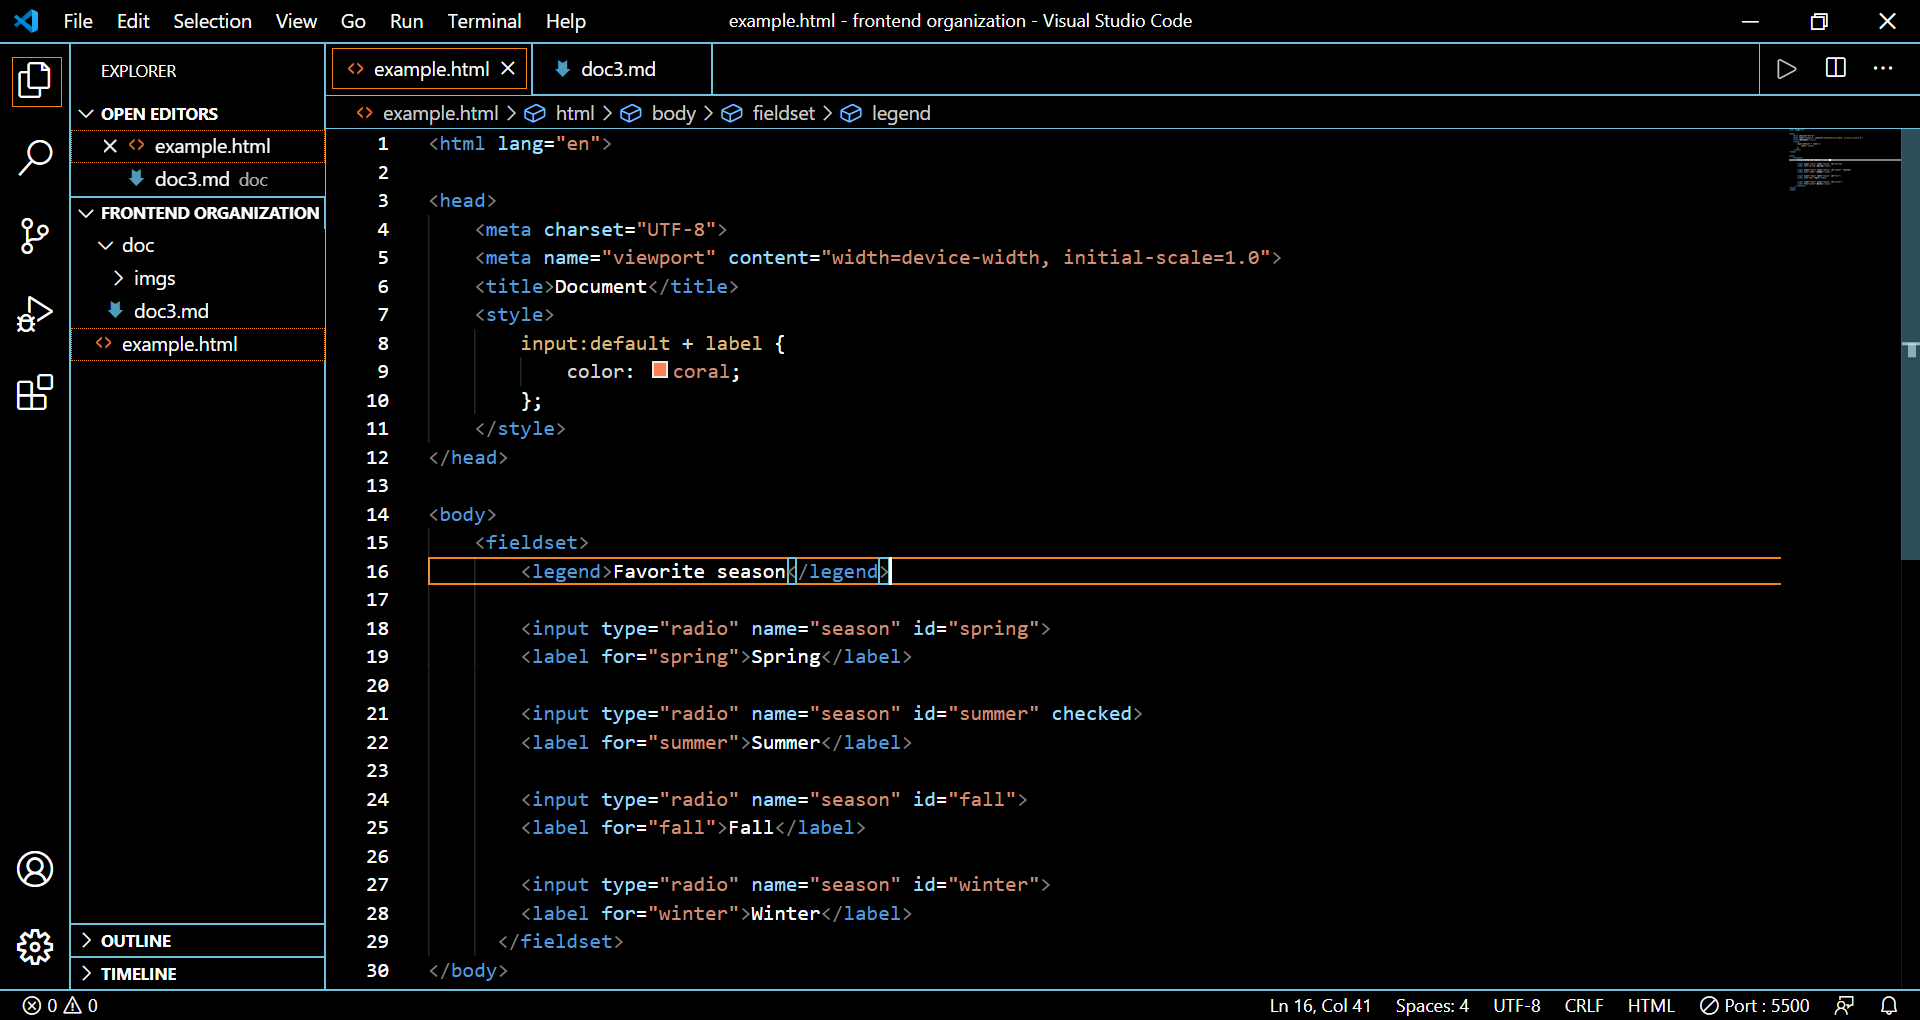 File Edit Selection View Go Run Terminal Help
example.html - frontend organization - Visual Studio Code
EXPLORER
OPEN EDITORS
example.html
doc3.md doc
FRONTEND ORGANIZATION
doc
imgs
doc3.md
example.html
OUTLINE
TIMELINE
example.html
doc3.md
example.html > html > body > fieldset > legend
1 <html lang="en">
2
3 <head>
4     <meta charset="UTF-8">
5     <meta name="viewport" content="width=device-width, initial-scale=1.0">
6     <title>Document</title>
7     <style>
8         input:default + label {
9             color: coral;
10         };
11     </style>
12 </head>
13
14 <body>
15     <fieldset>
16         <legend>Favorite season</legend>
17
18         <input type="radio" name="season" id="spring">
19         <label for="spring">Spring</label>
20
21         <input type="radio" name="season" id="summer" checked>
22         <label for="summer">Summer</label>
23
24         <input type="radio" name="season" id="fall">
25         <label for="fall">Fall</label>
26
27         <input type="radio" name="season" id="winter">
28         <label for="winter">Winter</label>
29       </fieldset>
30 </body>
0 0
Ln 16, Col 41 Spaces: 4 UTF-8 CRLF HTML Port : 5500